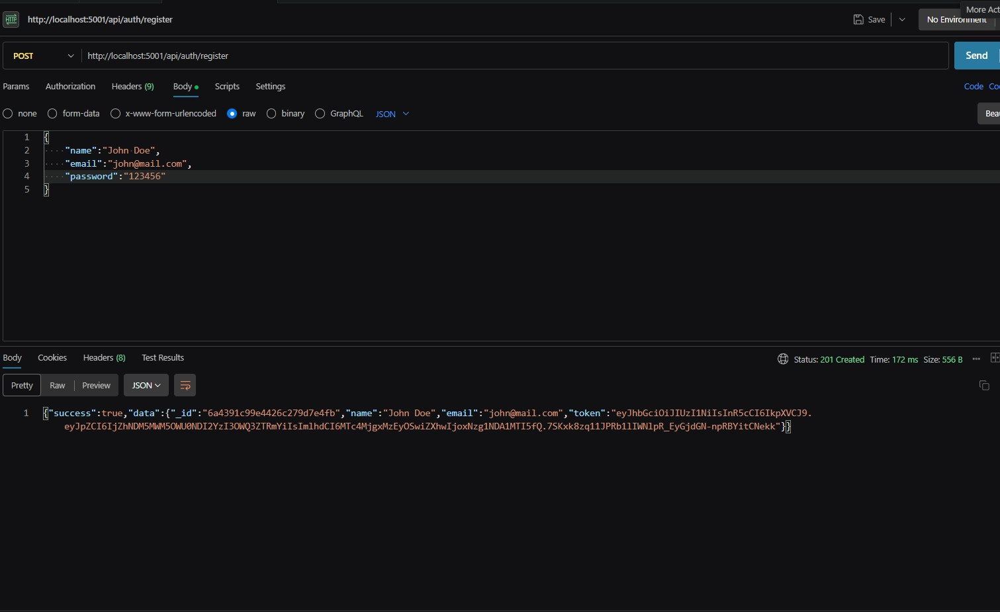 More Act
HTTP http://localhost:5001/api/auth/register Save No Environment
POST http://localhost:5001/api/auth/register Send
Params Authorization Headers (9) Body Scripts Settings Code Coo
none form-data x-www-form-urlencoded raw binary GraphQL JSON Beau
1 {
2 "name":"John Doe",
3 "email":"john@mail.com",
4 "password":"123456"
5 }
Body Cookies Headers (8) Test Results Status: 201 Created Time: 172 ms Size: 556 B
Pretty Raw Preview JSON
1 {"success":true,"data":{"_id":"6a4391c99e4426c279d7e4fb","name":"John Doe","email":"john@mail.com","token":"eyJhbGciOiJIUzI1NiIsInR5cCI6IkpXVCJ9.
eyJpZCI6IjZhNDM5MWM5OWU0NDI2YzI3OWQ3ZTRmYiIsImlhdCI6MTc4MjgxMzEyOSwiZXhwIjoxNzg1NDA1MTI5fQ.7SKxk8zq11JPRb1lIWNlpR_EyGjdGN-npRBYitCNekk"}}